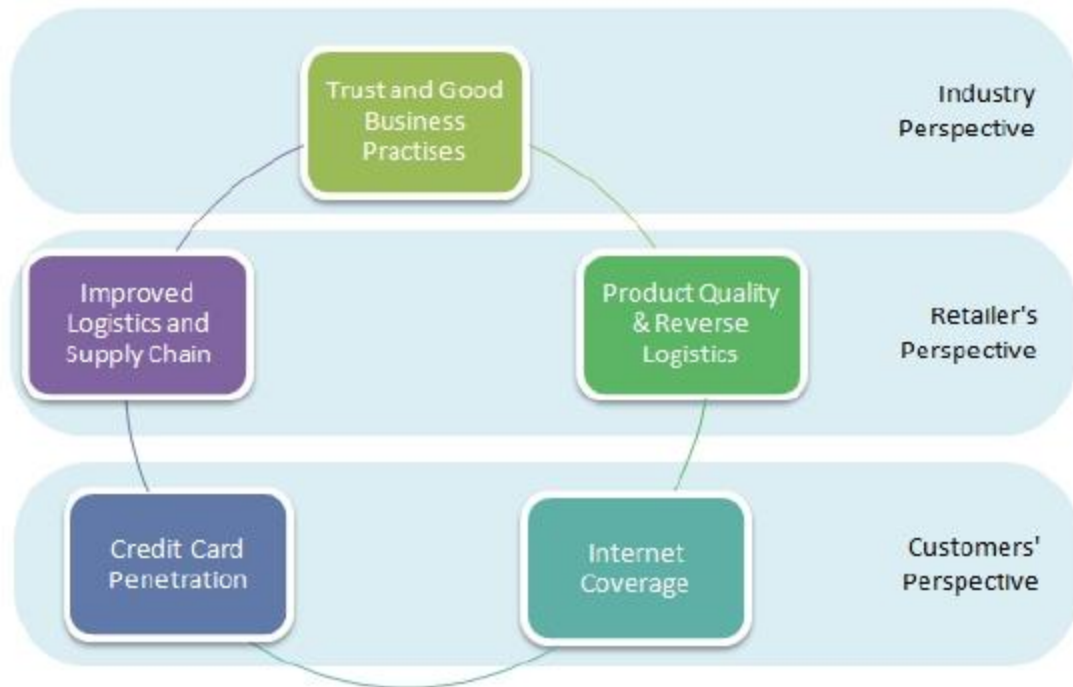 Trust and Good
Business
Practises
Industry
Perspective
Improved
Logistics and
Supply Chain
Product Quality
& Reverse
Logistics
Retailer's
Perspective
Credit Card
Penetration
Internet
Coverage
Customers'
Perspective